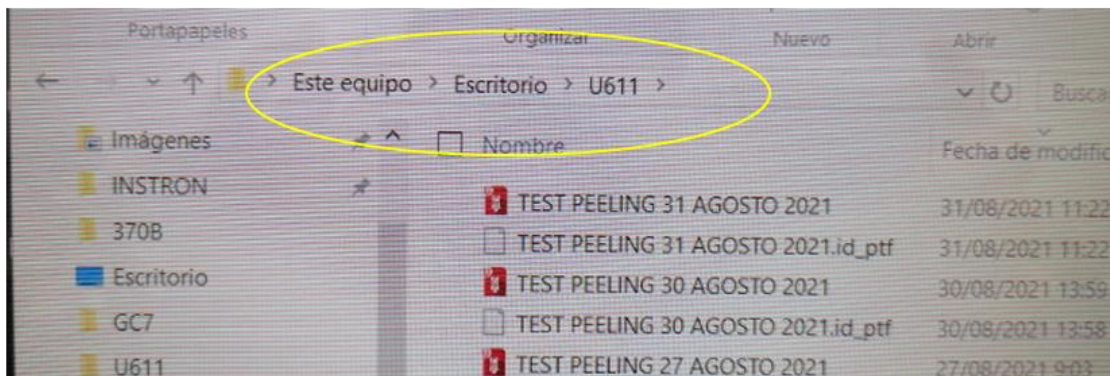 Portapapeles Organizar Nuevo Abrir
Este equipo > Escritorio > U611 >
Imágenes Nombre Fecha de modific
INSTRON TEST PEELING 31 AGOSTO 2021 31/08/2021 11:22
370B TEST PEELING 31 AGOSTO 2021.id_ptf 31/08/2021 11:22
Escritorio TEST PEELING 30 AGOSTO 2021 30/08/2021 13:59
GC7 TEST PEELING 30 AGOSTO 2021.id_ptf 30/08/2021 13:58
U611 TEST PEELING 27 AGOSTO 2021 27/08/2021 9:03